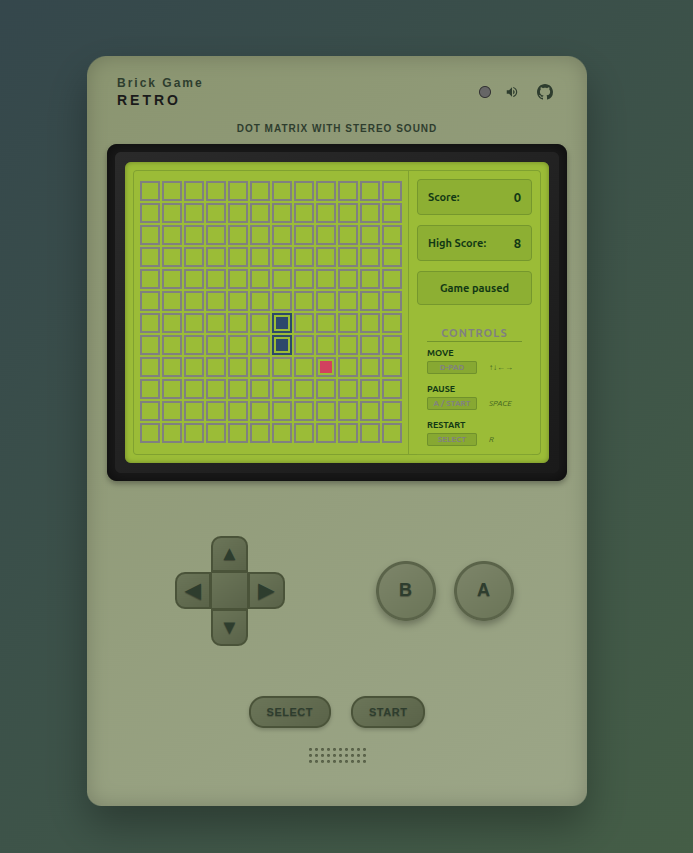 Brick Game
RETRO
DOT MATRIX WITH STEREO SOUND
Score: 0
High Score: 8
Game paused
CONTROLS
MOVE
D-PAD ↑↓←→
PAUSE
A / START SPACE
RESTART
SELECT R
▲
◀ ▶
▼
B A
SELECT START